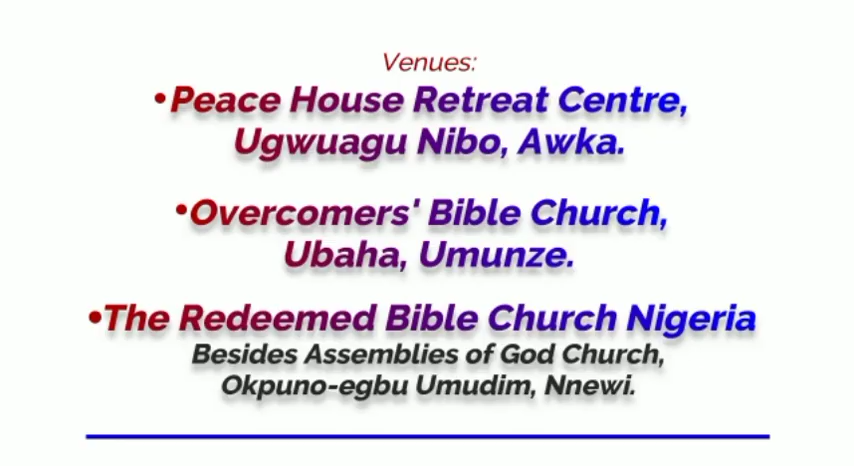 Venues:
•Peace House Retreat Centre,
Ugwuagu Nibo, Awka.
•Overcomers' Bible Church,
Ubaha, Umunze.
•The Redeemed Bible Church Nigeria
Besides Assemblies of God Church,
Okpuno-egbu Umudim, Nnewi.